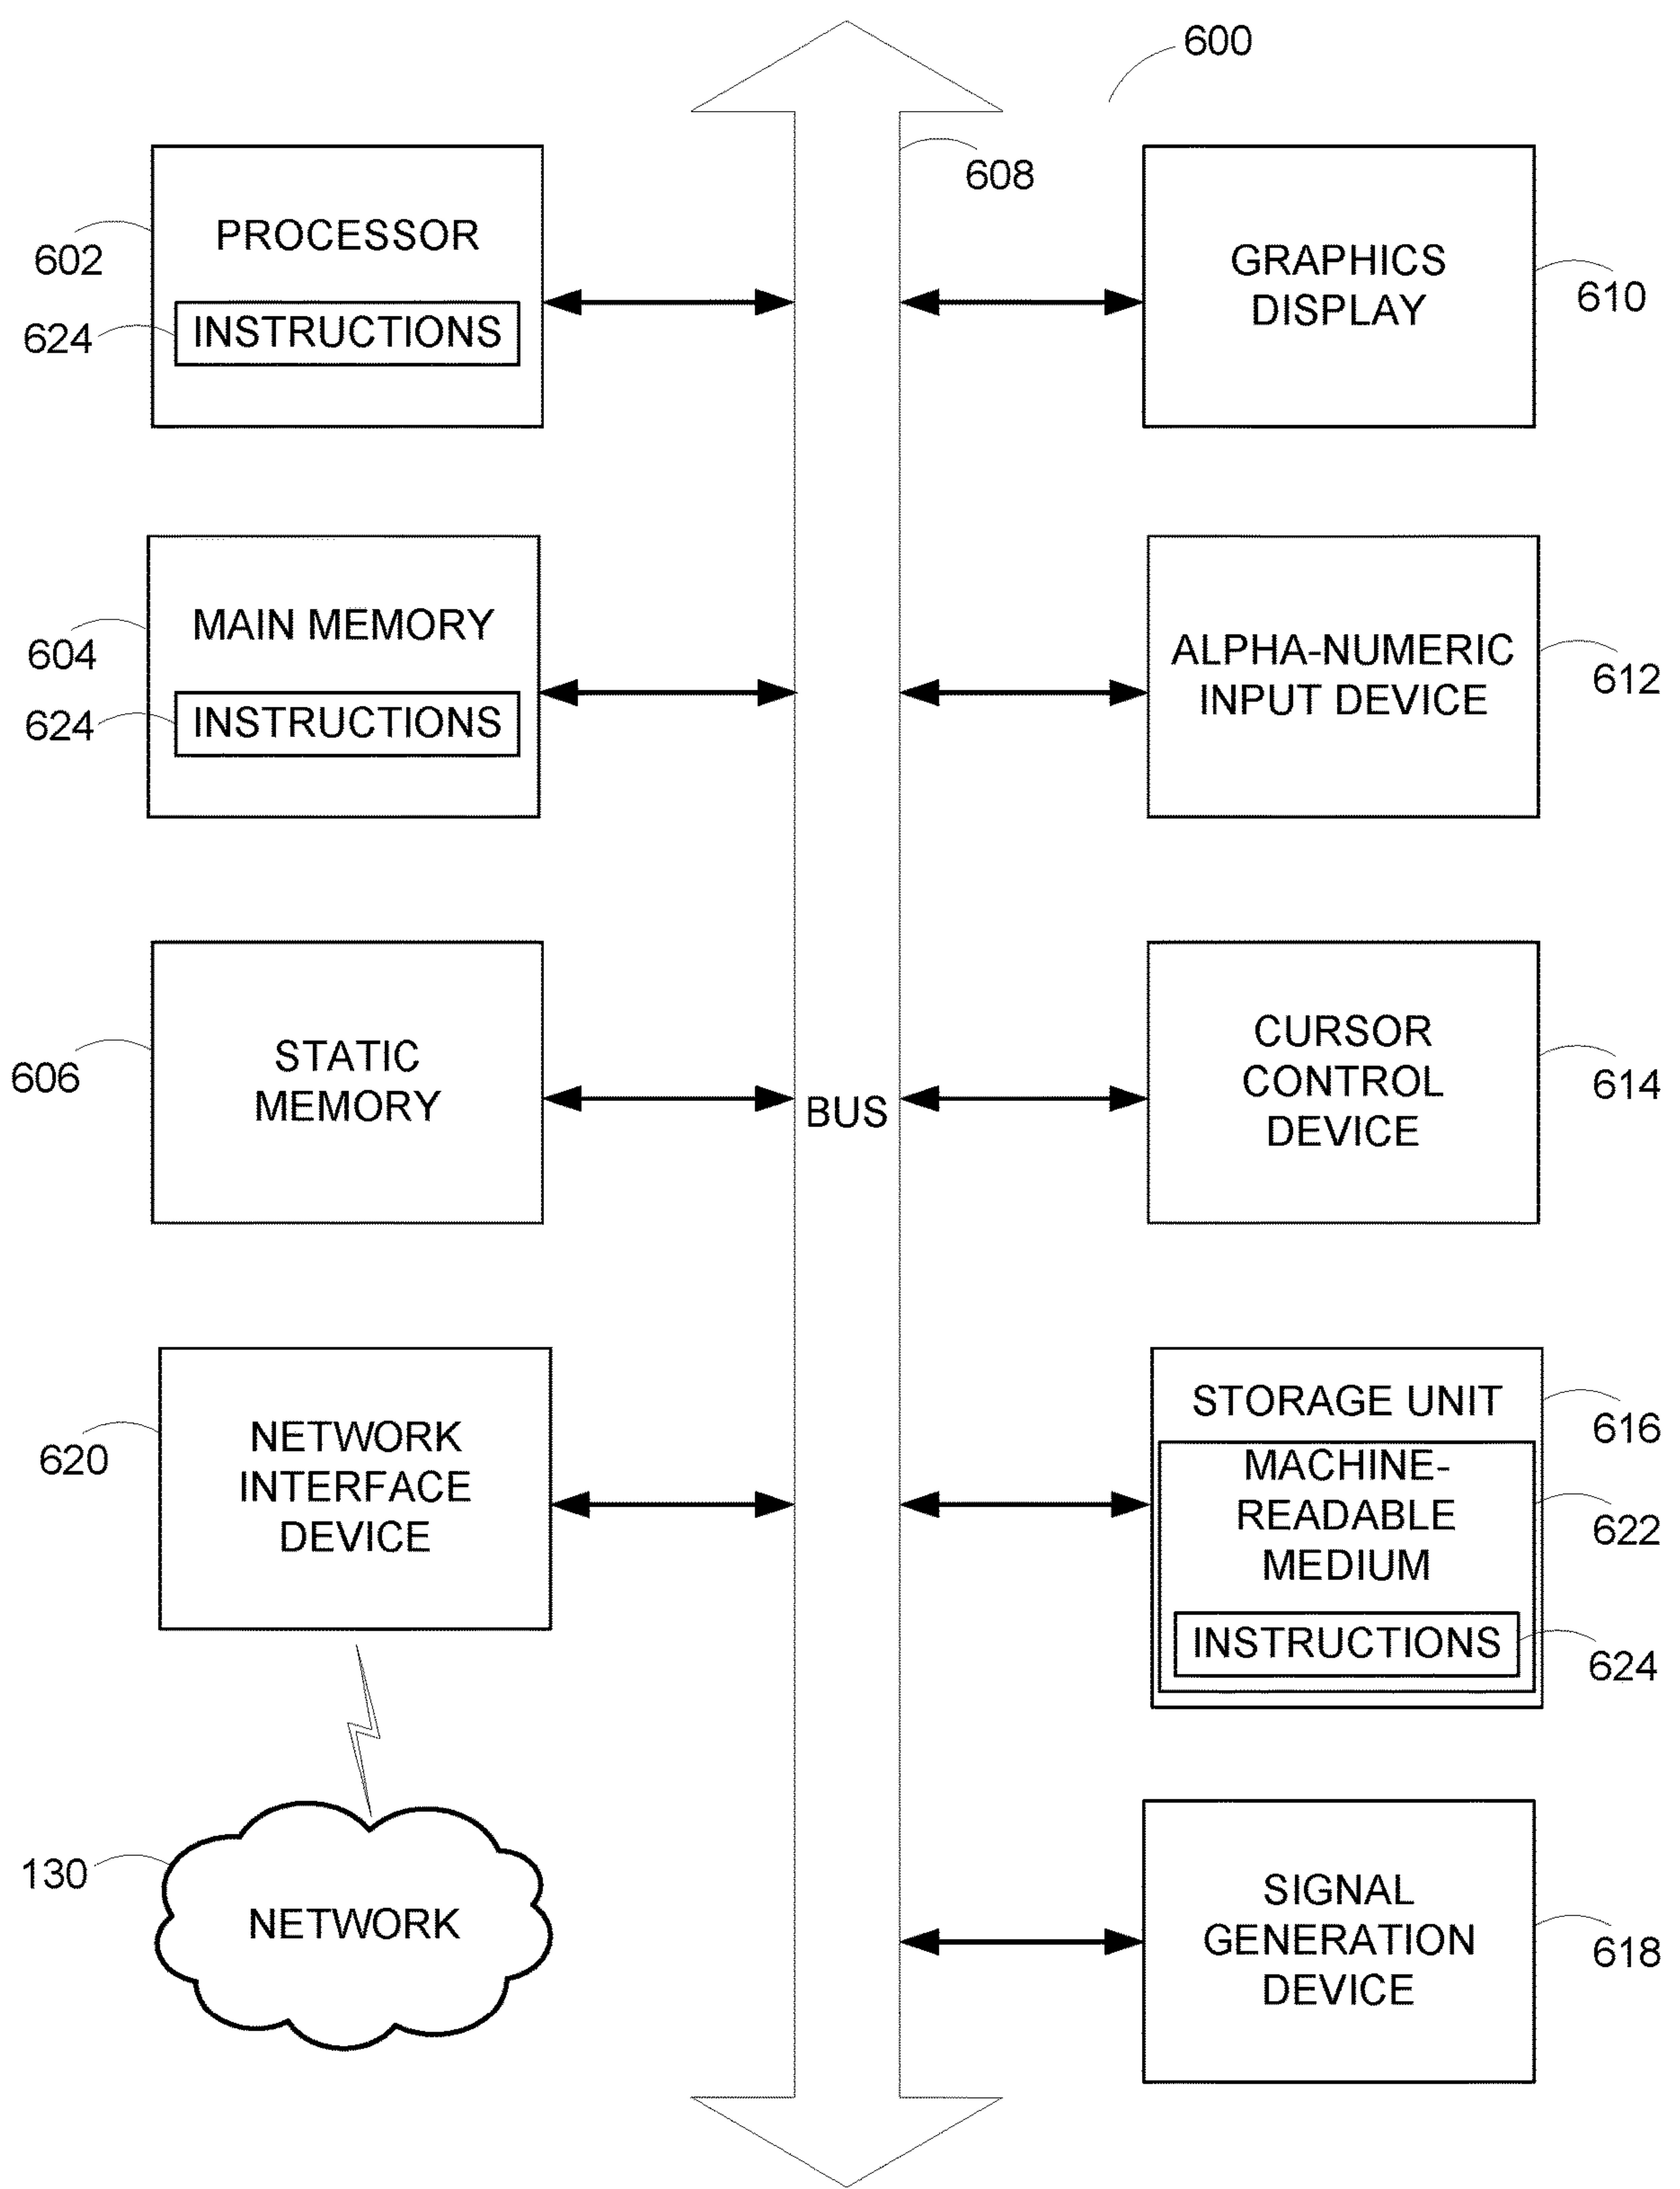 600
608
PROCESSOR
602
INSTRUCTIONS
624
GRAPHICS
DISPLAY
610
MAIN MEMORY
604
INSTRUCTIONS
624
ALPHA-NUMERIC
INPUT DEVICE
612
STATIC
MEMORY
606
BUS
CURSOR
CONTROL
DEVICE
614
NETWORK
INTERFACE
DEVICE
620
STORAGE UNIT
616
MACHINE-
READABLE
MEDIUM
622
INSTRUCTIONS
624
130
NETWORK
SIGNAL
GENERATION
DEVICE
618